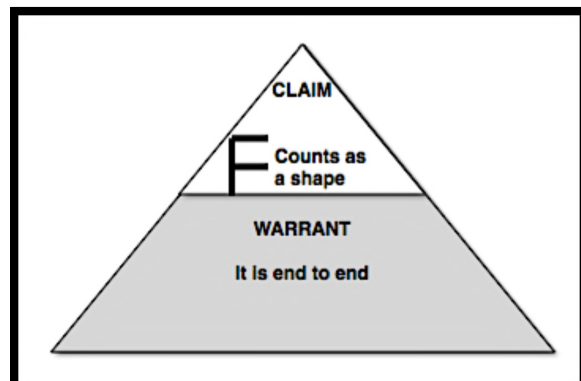 CLAIM
F Counts as
a shape
WARRANT
It is end to end